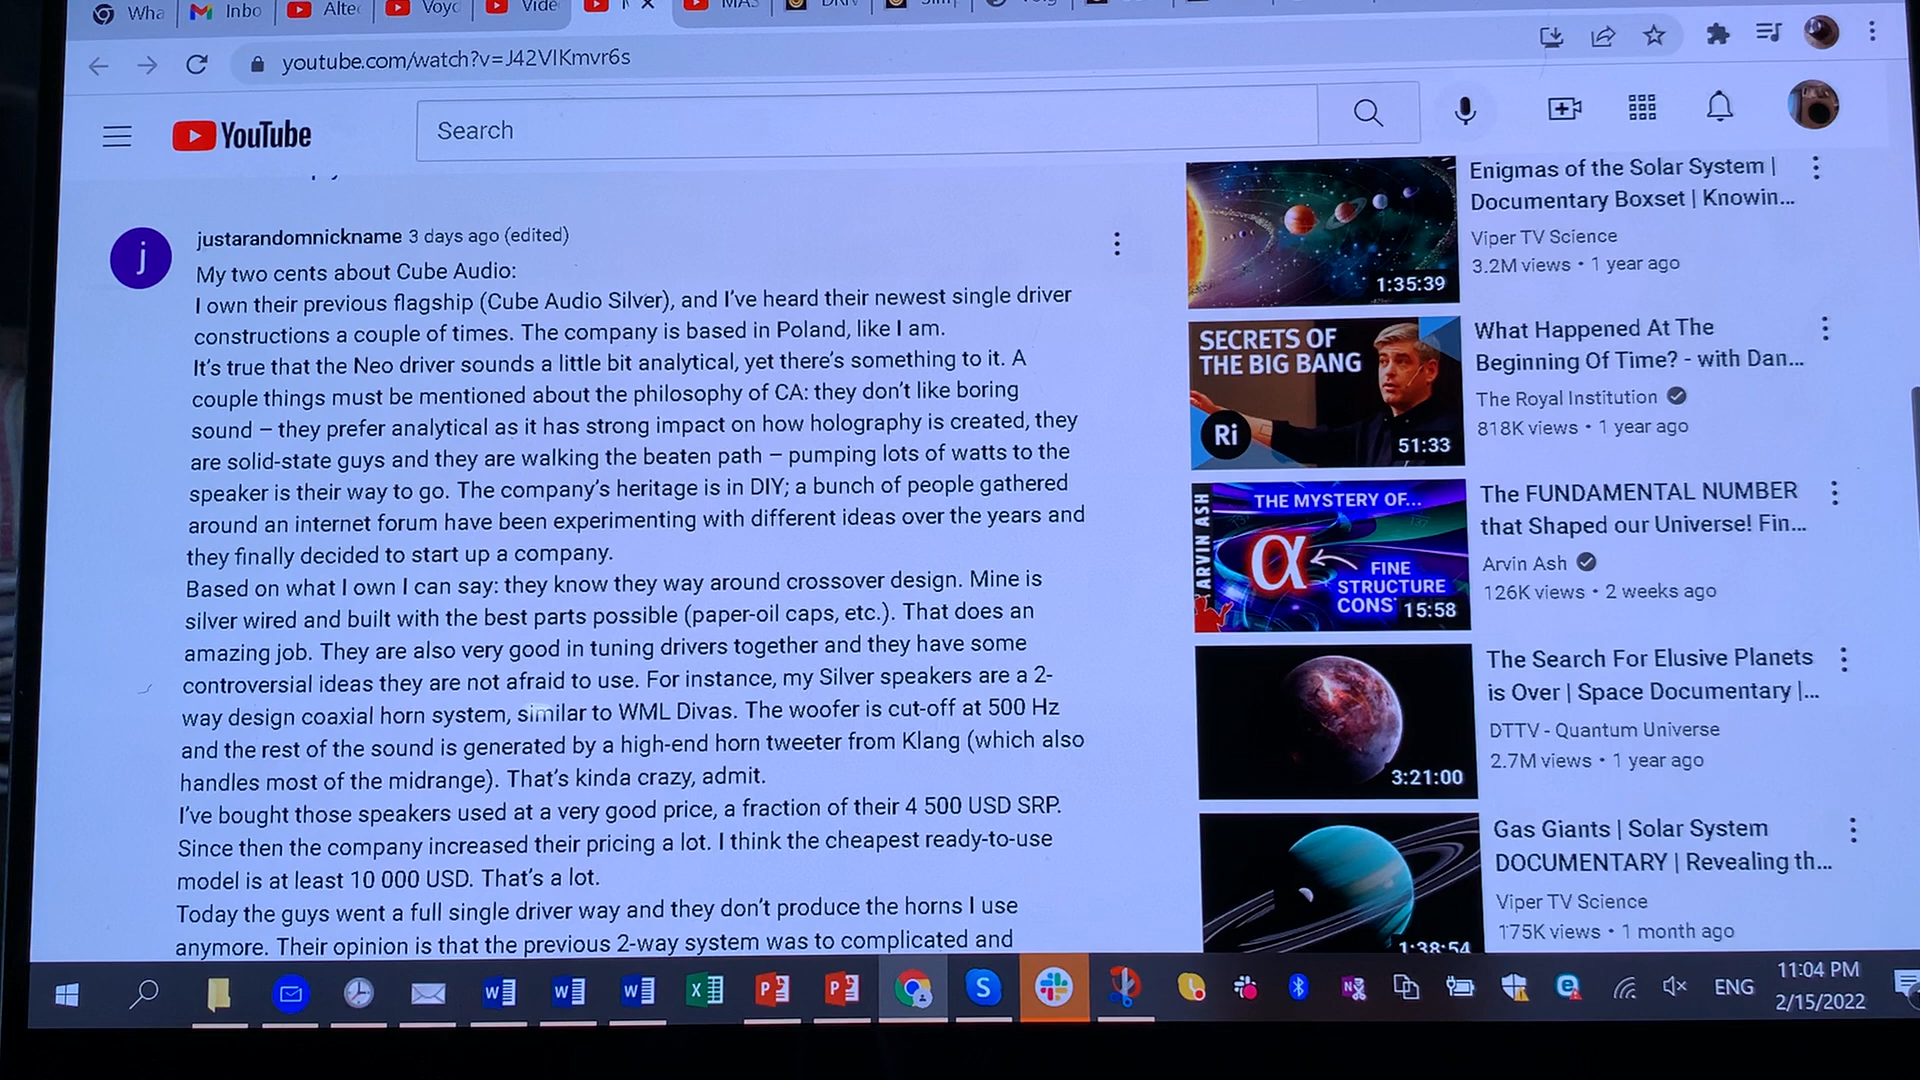 Wha
Inbo
Altec
Voyc
Vide
MAS
youtube.com/watch?v=J42VIKmvr6s
YouTube
Search
justarandomnickname 3 days ago (edited)
j
My two cents about Cube Audio:
I own their previous flagship (Cube Audio Silver), and I've heard their newest single driver
constructions a couple of times. The company is based in Poland, like I am.
It's true that the Neo driver sounds a little bit analytical, yet there's something to it. A
couple things must be mentioned about the philosophy of CA: they don't like boring
sound – they prefer analytical as it has strong impact on how holography is created, they
are solid-state guys and they are walking the beaten path – pumping lots of watts to the
speaker is their way to go. The company's heritage is in DIY; a bunch of people gathered
around an internet forum have been experimenting with different ideas over the years and
they finally decided to start up a company.
Based on what I own I can say: they know they way around crossover design. Mine is
silver wired and built with the best parts possible (paper-oil caps, etc.). That does an
amazing job. They are also very good in tuning drivers together and they have some
controversial ideas they are not afraid to use. For instance, my Silver speakers are a 2-
way design coaxial horn system, similar to WML Divas. The woofer is cut-off at 500 Hz
and the rest of the sound is generated by a high-end horn tweeter from Klang (which also
handles most of the midrange). That's kinda crazy, admit.
I've bought those speakers used at a very good price, a fraction of their 4 500 USD SRP.
Since then the company increased their pricing a lot. I think the cheapest ready-to-use
model is at least 10 000 USD. That's a lot.
Today the guys went a full single driver way and they don't produce the horns I use
anymore. Their opinion is that the previous 2-way system was to complicated and
1:35:39
Enigmas of the Solar System |
Documentary Boxset | Knowin...
Viper TV Science
3.2M views • 1 year ago
SECRETS OF
THE BIG BANG
Ri
51:33
What Happened At The
Beginning Of Time? - with Dan...
The Royal Institution
818K views • 1 year ago
ARVIN ASH
THE MYSTERY OF...
α
FINE
STRUCTURE
CONS
15:58
The FUNDAMENTAL NUMBER
that Shaped our Universe! Fin...
Arvin Ash
126K views • 2 weeks ago
3:21:00
The Search For Elusive Planets
is Over | Space Documentary |...
DTTV - Quantum Universe
2.7M views • 1 year ago
1:38:54
Gas Giants | Solar System
DOCUMENTARY | Revealing th...
Viper TV Science
175K views • 1 month ago
ENG
11:04 PM
2/15/2022